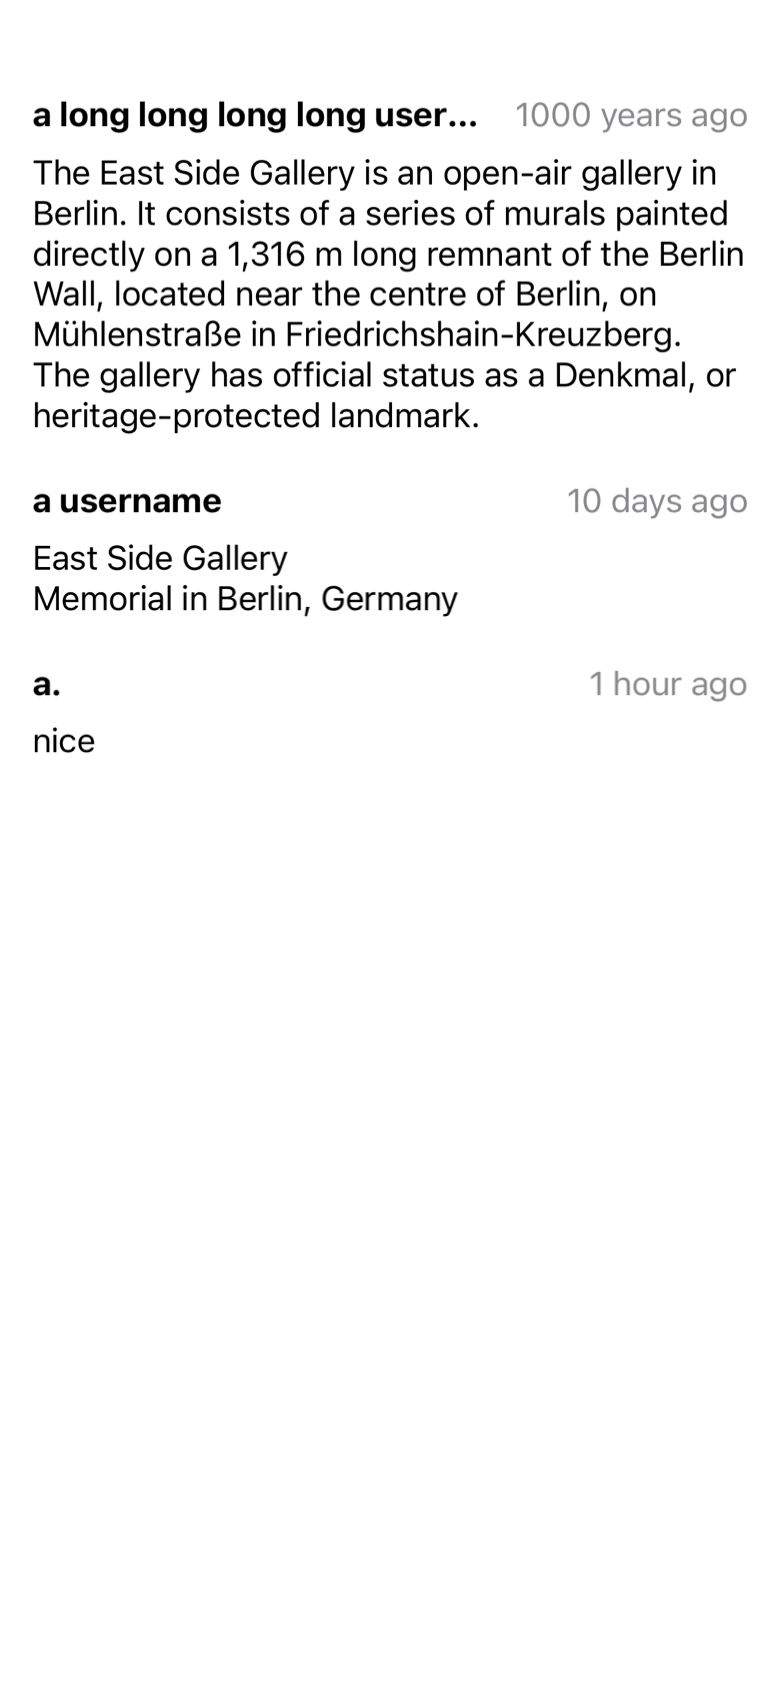 a long long long long user... 1000 years ago
The East Side Gallery is an open-air gallery in
Berlin. It consists of a series of murals painted
directly on a 1,316 m long remnant of the Berlin
Wall, located near the centre of Berlin, on
Mühlenstraße in Friedrichshain-Kreuzberg.
The gallery has official status as a Denkmal, or
heritage-protected landmark.
a username 10 days ago
East Side Gallery
Memorial in Berlin, Germany
a. 1 hour ago
nice